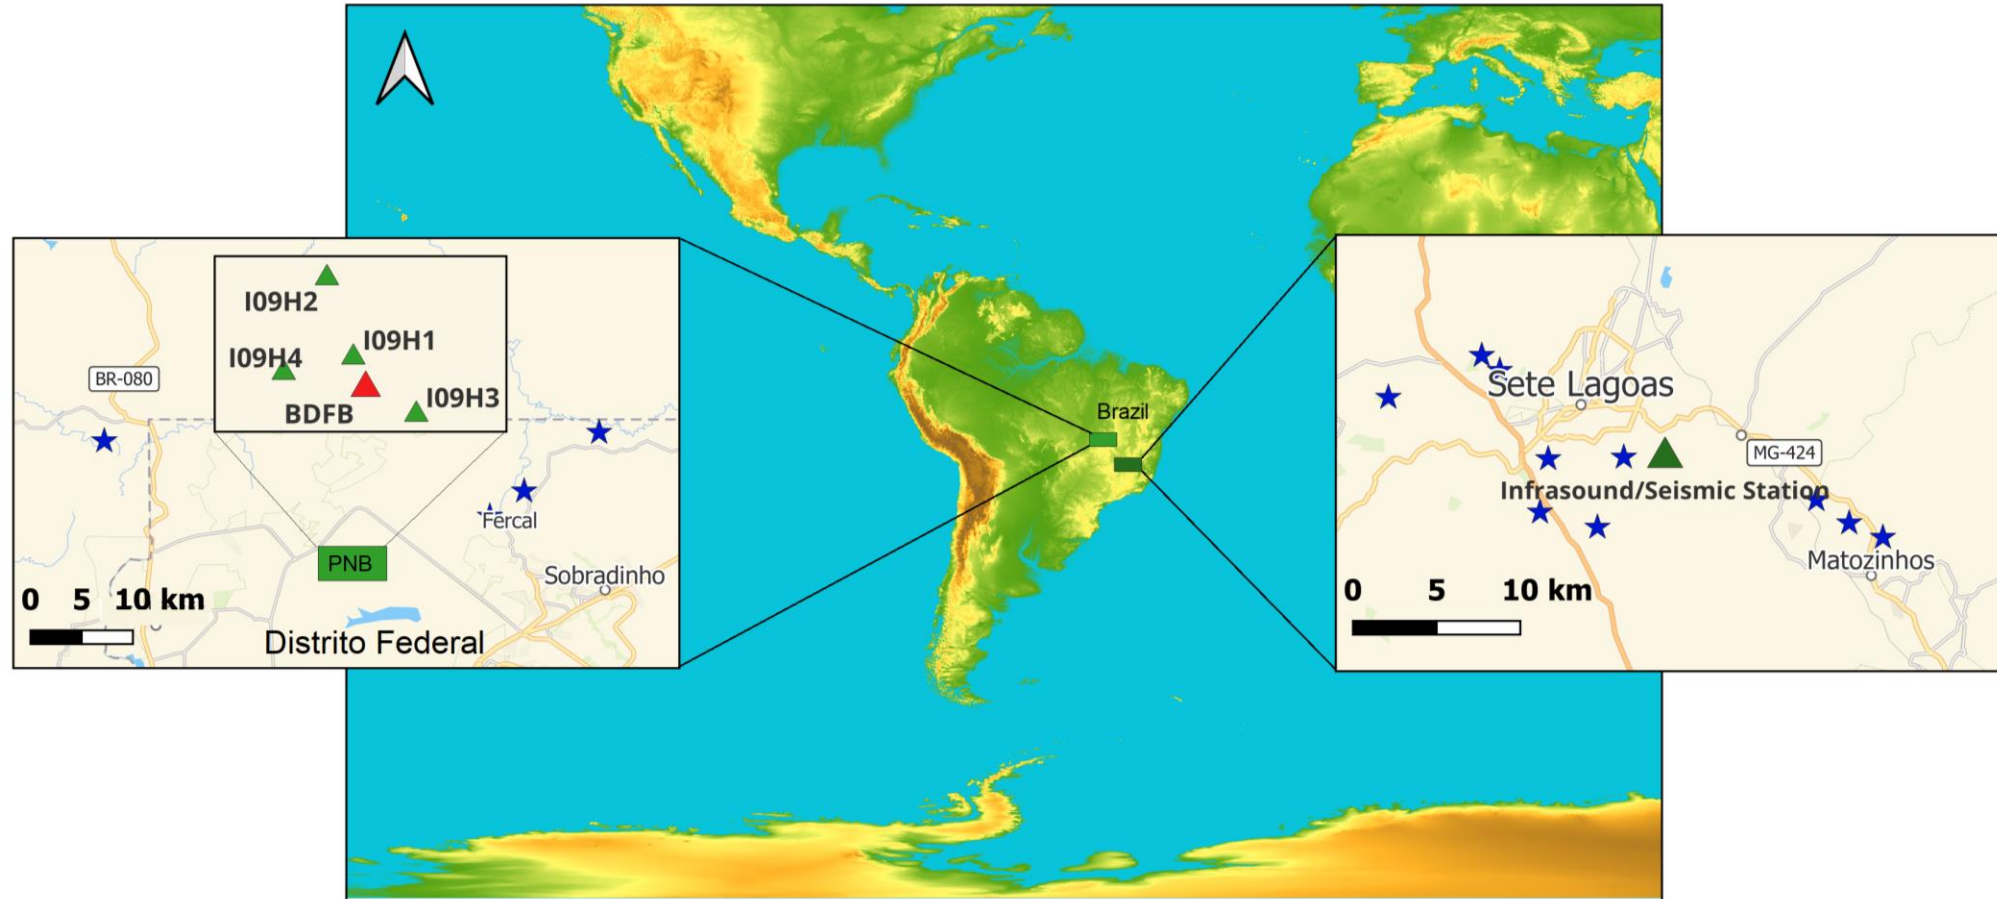 I09H2
I09H1
I09H4
BR-080
I09H3
BDFB
Fercal
PNB
Sobradinho
0 5 10 km
Distrito Federal
Brazil
Sete Lagoas
MG-424
Infrasound/Seismic Station
Matozinhos
0 5 10 km